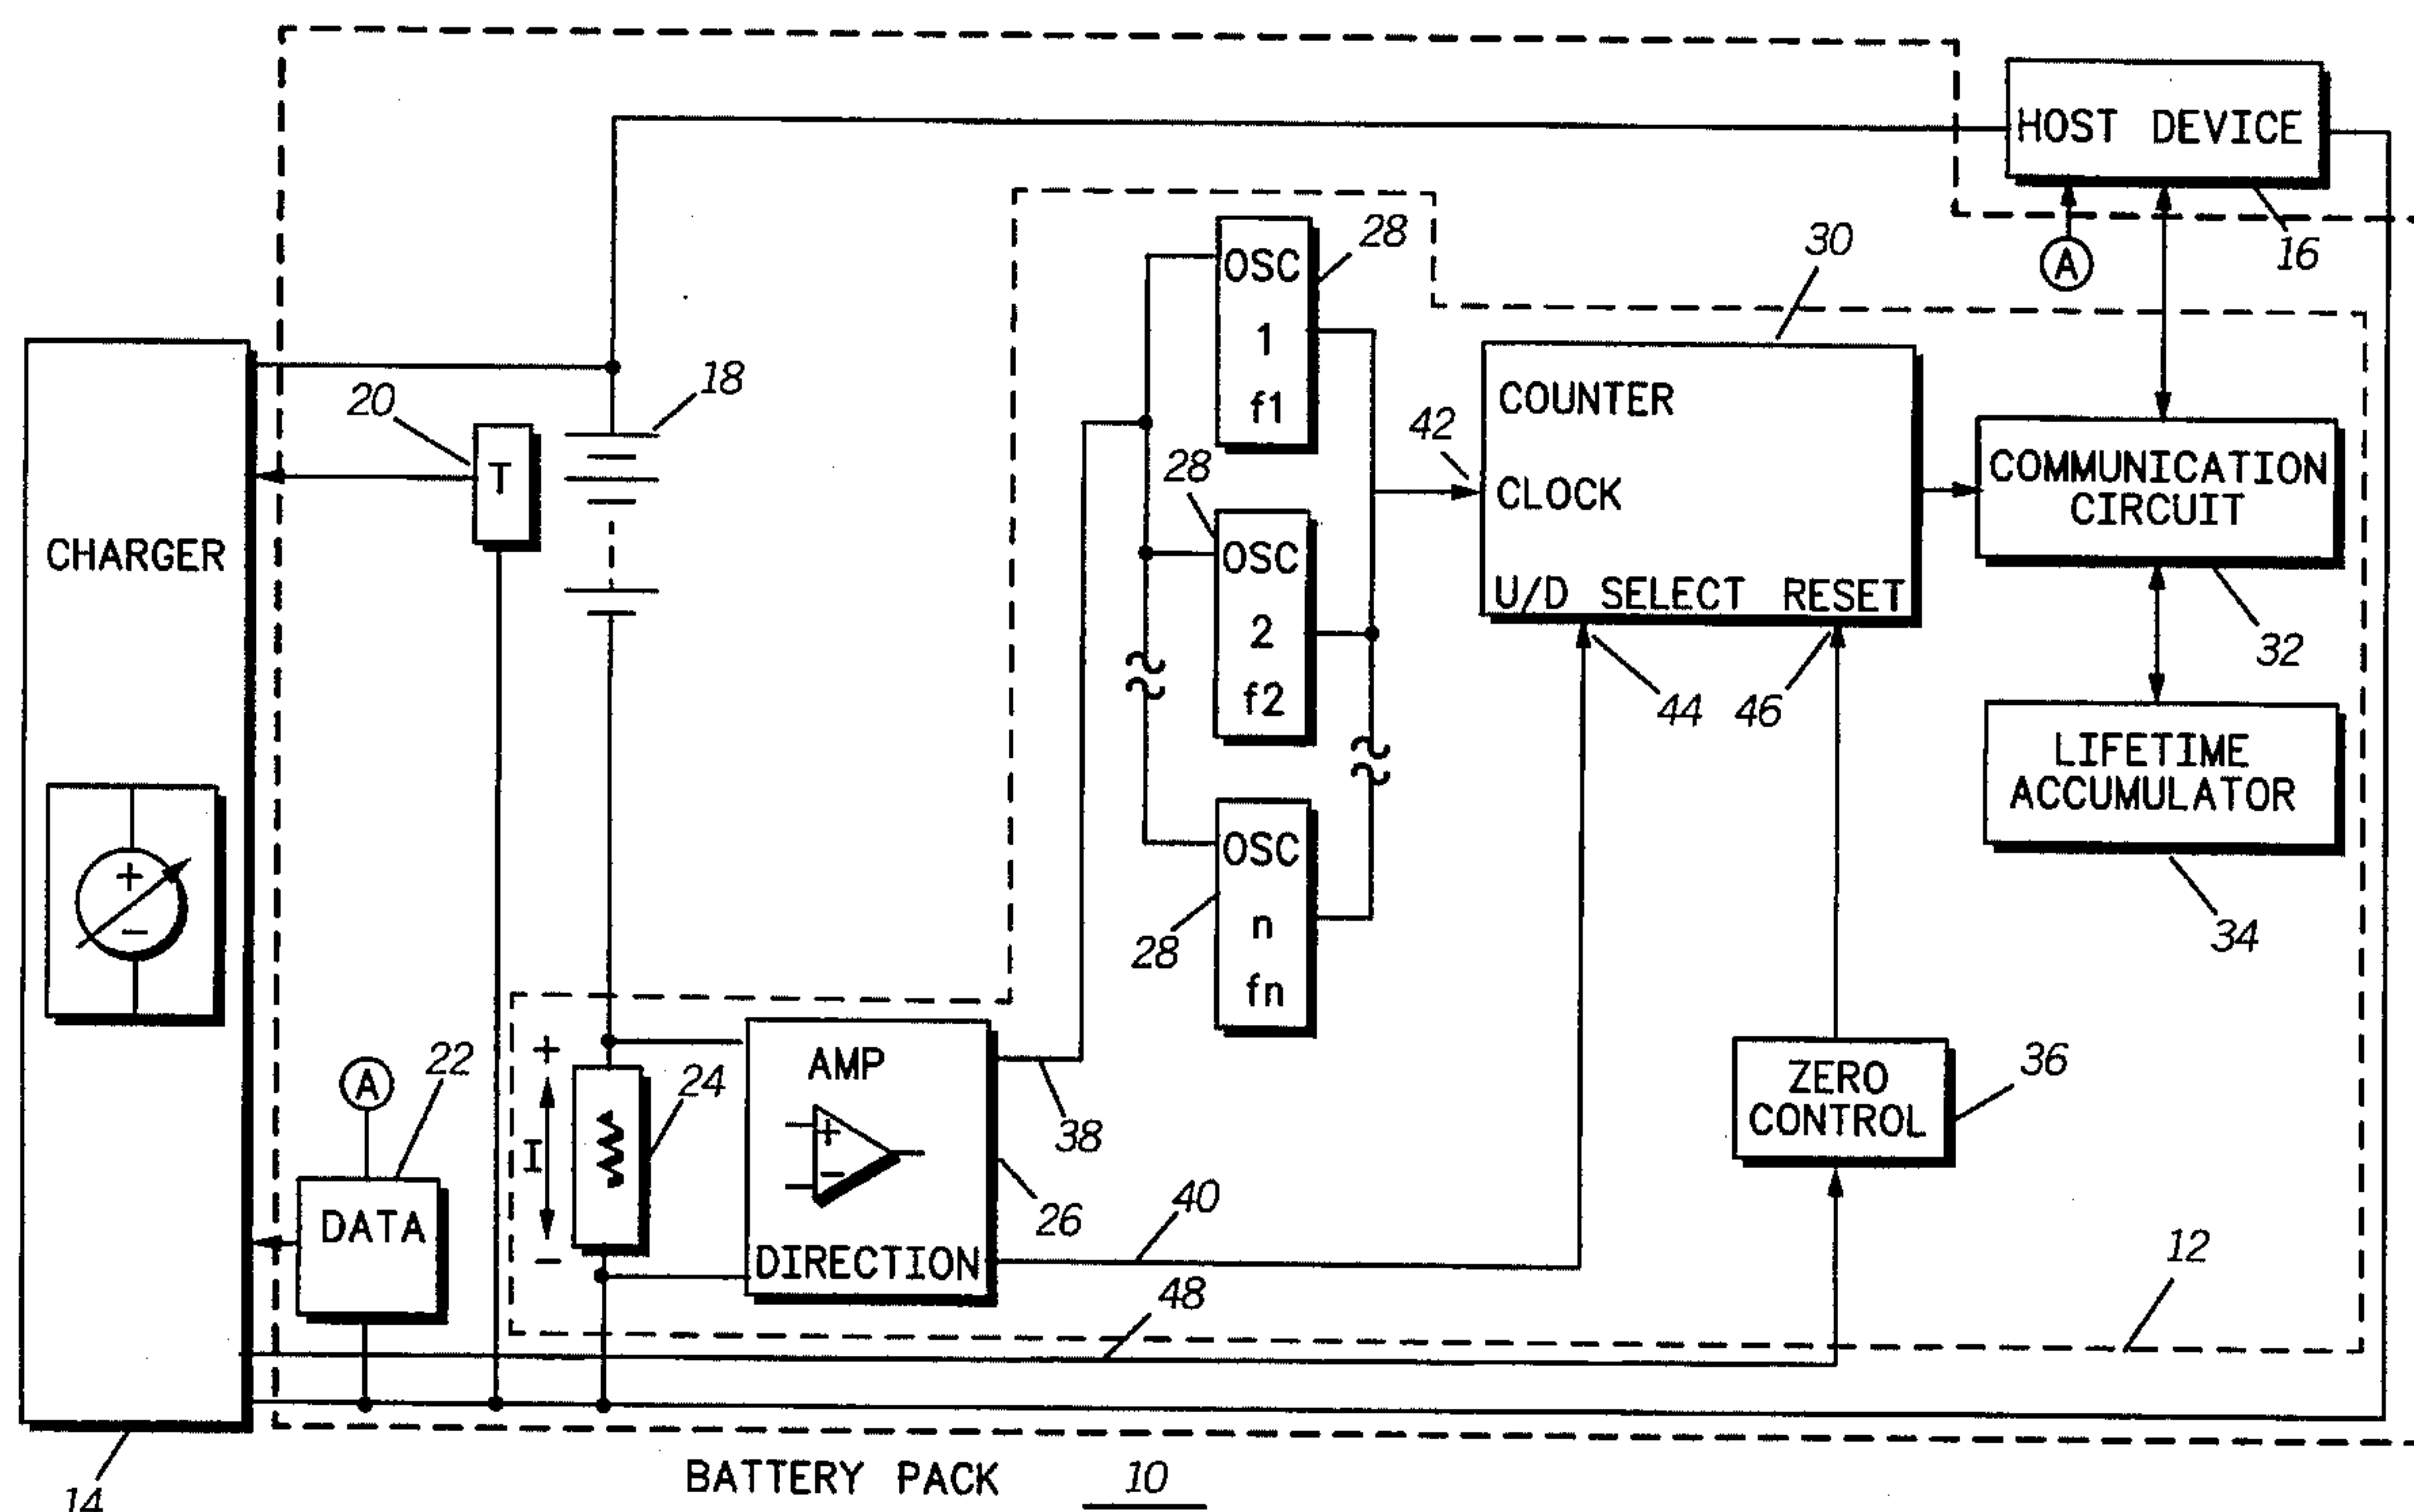 HOST DEVICE
16
A
28
OSC
1
f1
30
18
20
T
42
COUNTER
CLOCK
U/D SELECT RESET
COMMUNICATION
CIRCUIT
28
OSC
2
f2
CHARGER
32
44
46
LIFETIME
ACCUMULATOR
34
+
−
OSC
n
fn
28
A
22
DATA
+
I
−
24
AMP
+
−
DIRECTION
38
26
40
48
ZERO
CONTROL
36
12
14
BATTERY PACK 10